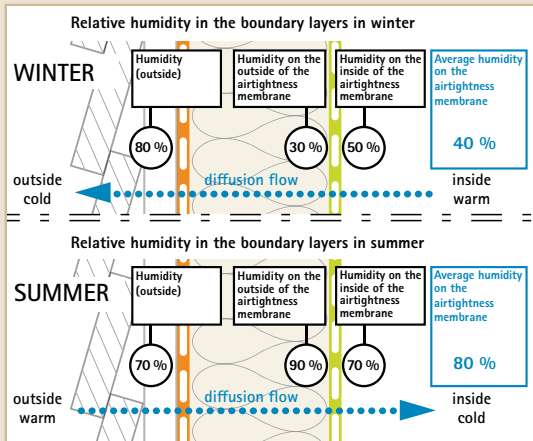 Relative humidity in the boundary layers in winter
WINTER
Humidity
(outside)
80 %
Humidity on the
outside of the
airtightness
membrane
30 %
Humidity on the
inside of the
airtightness
membrane
50 %
Average humidity
on the
airtightness
membrane
40 %
outside
cold
diffusion flow
inside
warm
Relative humidity in the boundary layers in summer
SUMMER
Humidity
(outside)
70 %
Humidity on the
outside of the
airtightness
membrane
90 %
Humidity on the
inside of the
airtightness
membrane
70 %
Average humidity
on the
airtightness
membrane
80 %
outside
warm
diffusion flow
inside
cold